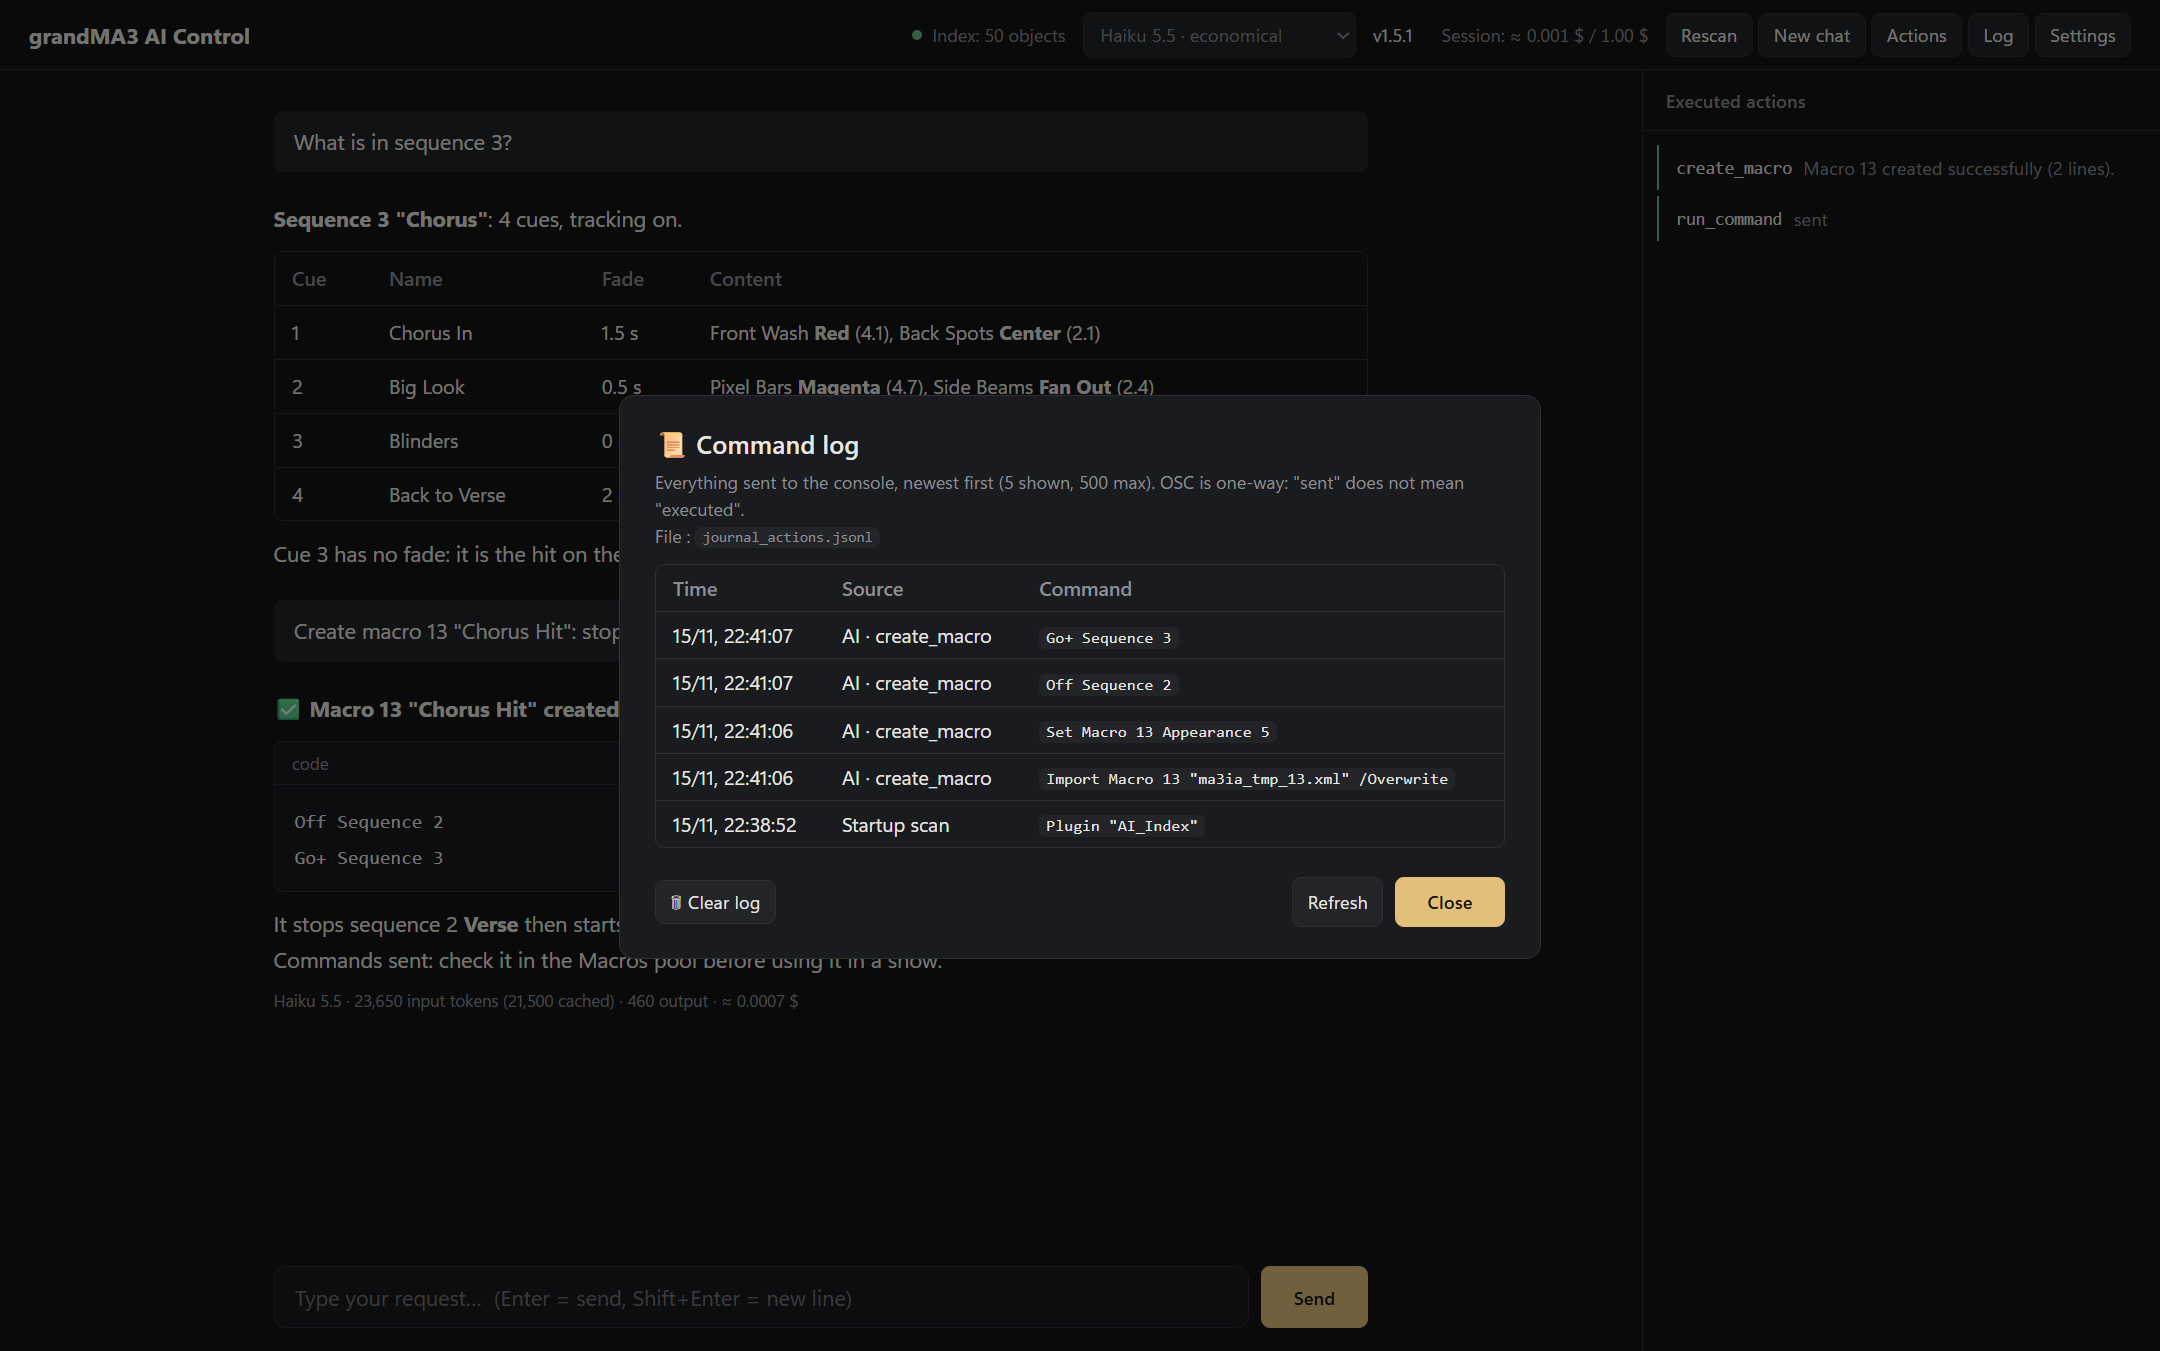 grandMA3 AI Control
Index: 50 objects
Haiku 5.5 · economical
v1.5.1
Session: ≈ 0.001 $ / 1.00 $
Rescan
New chat
Actions
Log
Settings
What is in sequence 3?
Sequence 3 "Chorus": 4 cues, tracking on.
Cue Name Fade Content
1 Chorus In 1.5 s Front Wash Red (4.1), Back Spots Center (2.1)
2 Big Look 0.5 s Pixel Bars Magenta (4.7), Side Beams Fan Out (2.4)
3 Blinders 0
4 Back to Verse 2
Cue 3 has no fade: it is the hit on the
Create macro 13 "Chorus Hit": stop
✅ Macro 13 "Chorus Hit" created
code
Off Sequence 2
Go+ Sequence 3
It stops sequence 2 Verse then starts
Commands sent: check it in the Macros pool before using it in a show.
Haiku 5.5 · 23,650 input tokens (21,500 cached) · 460 output · ≈ 0.0007 $
Type your request... (Enter = send, Shift+Enter = new line)
Send
Executed actions
create_macro Macro 13 created successfully (2 lines).
run_command sent
📜 Command log
Everything sent to the console, newest first (5 shown, 500 max). OSC is one-way: "sent" does not mean
"executed".
File : journal_actions.jsonl
Time Source Command
15/11, 22:41:07 AI · create_macro Go+ Sequence 3
15/11, 22:41:07 AI · create_macro Off Sequence 2
15/11, 22:41:06 AI · create_macro Set Macro 13 Appearance 5
15/11, 22:41:06 AI · create_macro Import Macro 13 "ma3ia_tmp_13.xml" /Overwrite
15/11, 22:38:52 Startup scan Plugin "AI_Index"
🗑 Clear log
Refresh
Close